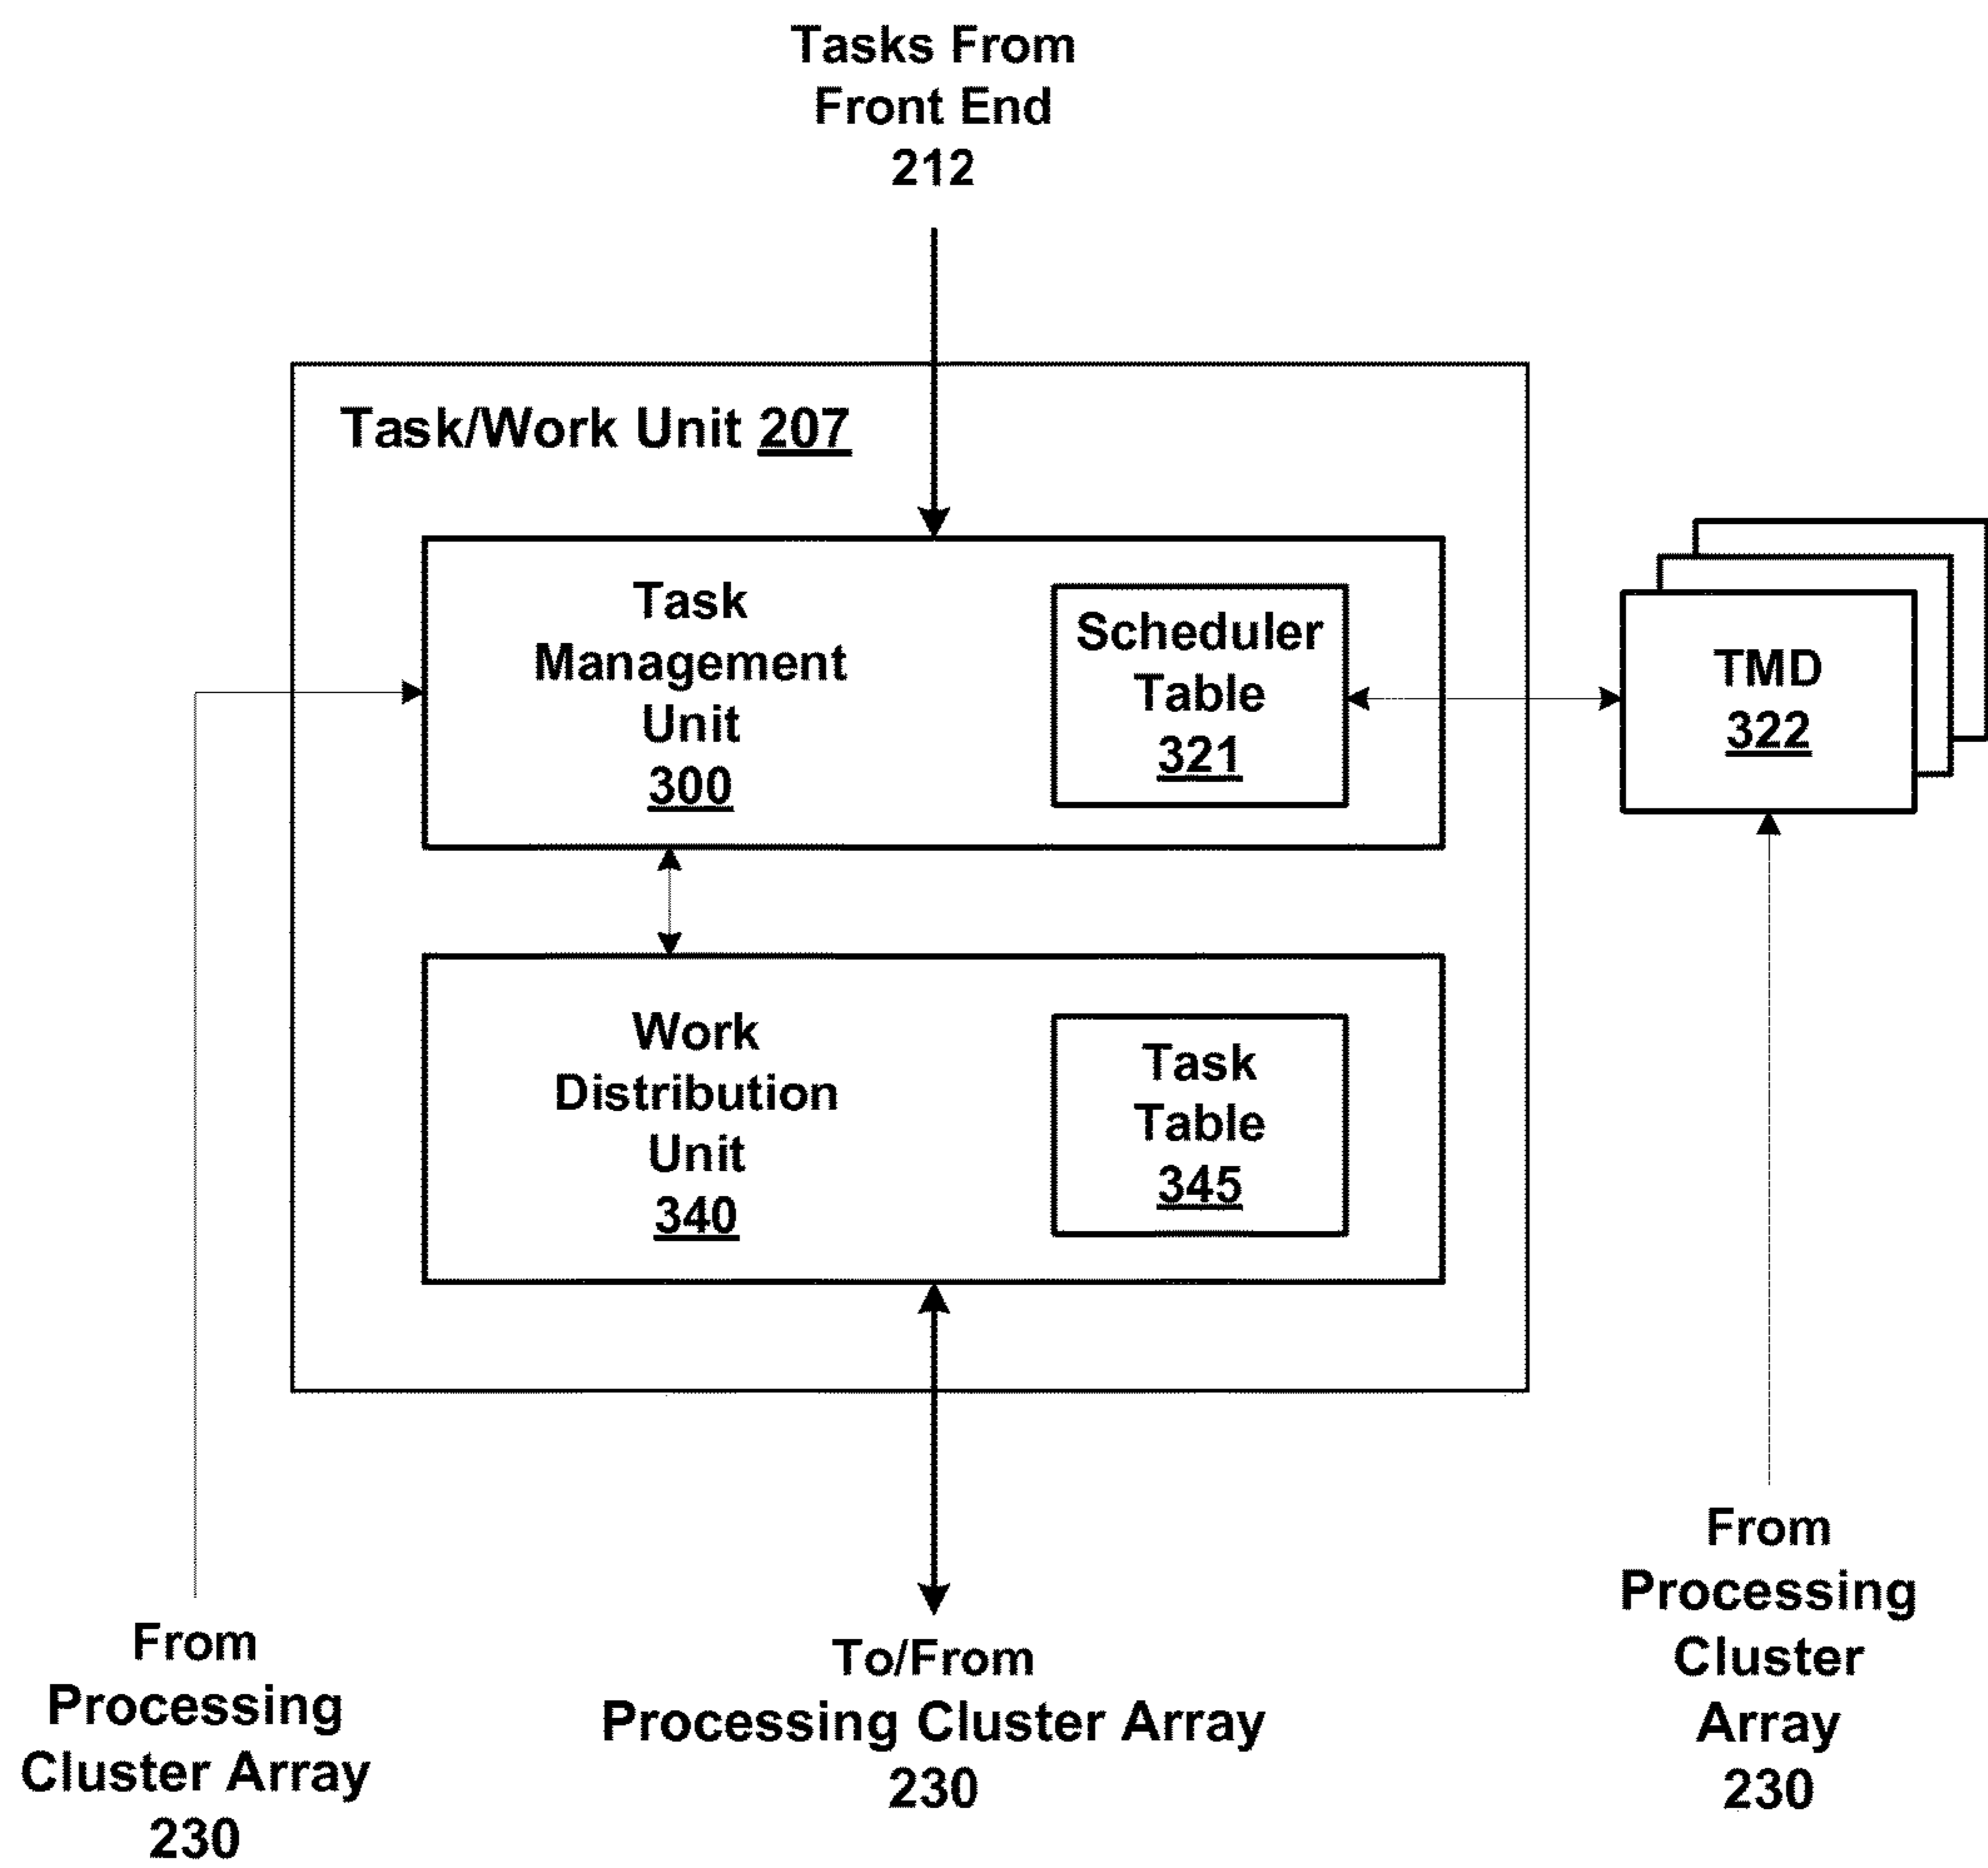 Tasks From
Front End
212
Task/Work Unit 207
Task
Management
Unit
300
Scheduler
Table
321
TMD
322
Work
Distribution
Unit
340
Task
Table
345
From
Processing
Cluster Array
230
To/From
Processing Cluster Array
230
From
Processing
Cluster
Array
230